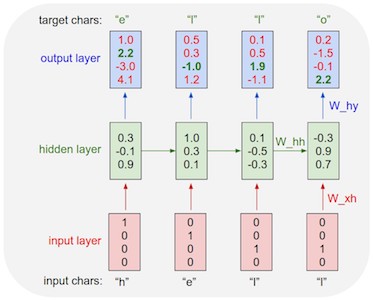 target chars: “e” “l” “l” “o”
1.0 0.5 0.1 0.2
output layer 2.2 0.3 0.5 -1.5
-3.0 -1.0 1.9 -0.1
4.1 1.2 -1.1 2.2
W_hy
0.3 1.0 0.1 W_hh -0.3
hidden layer -0.1 0.3 -0.5 0.9
0.9 0.1 -0.3 0.7
W_xh
1 0 0 0
input layer 0 1 0 0
0 0 1 1
0 0 0 0
input chars: “h” “e” “l” “l”